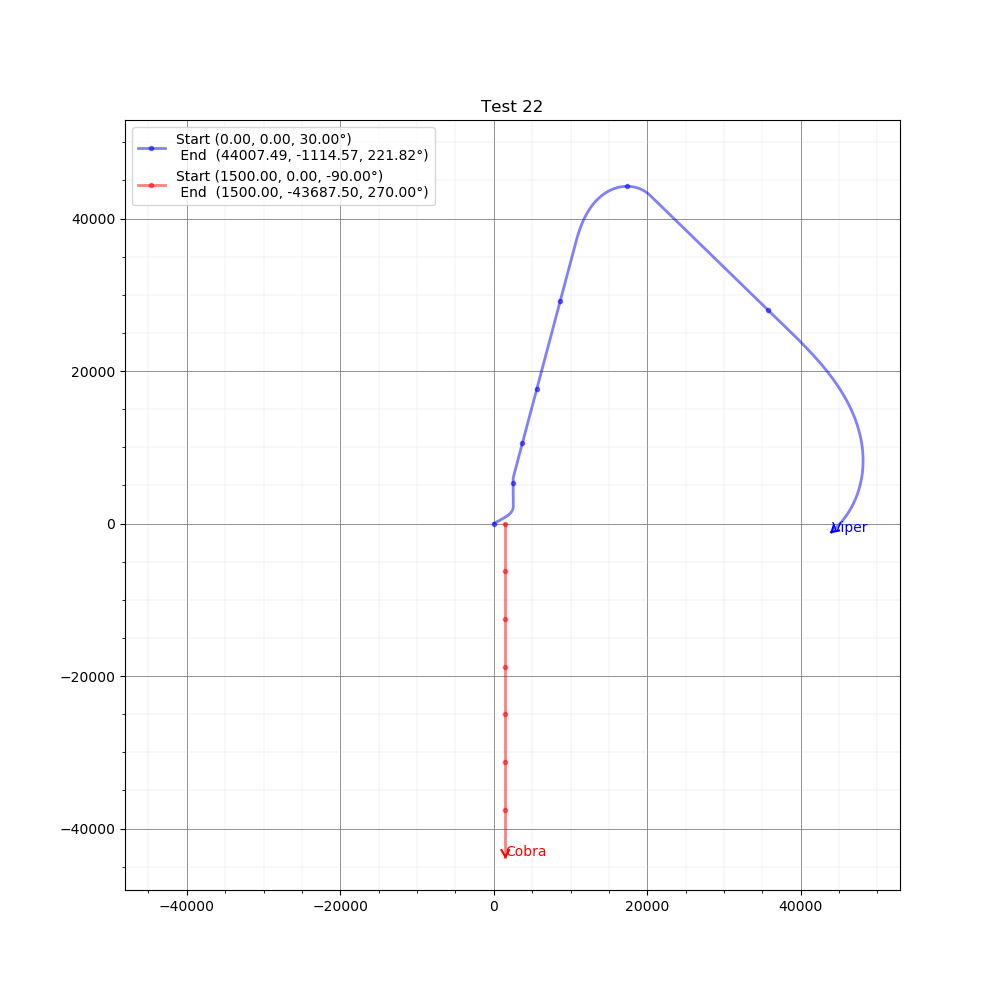 Test 22
Start (0.00, 0.00, 30.00°)
End  (44007.49, -1114.57, 221.82°)
Start (1500.00, 0.00, -90.00°)
End  (1500.00, -43687.50, 270.00°)
40000
20000
0
Viper
−20000
−40000
Cobra
−40000
−20000
0
20000
40000